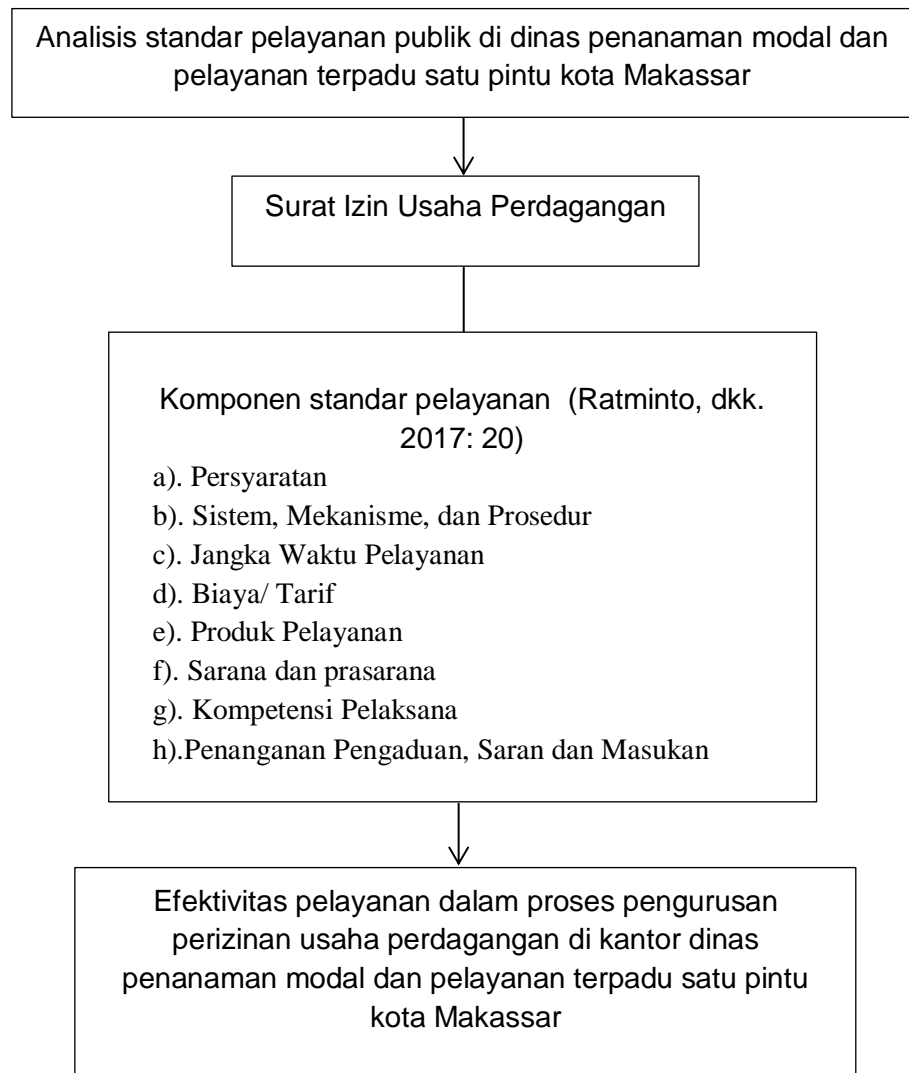 Analisis standar pelayanan publik di dinas penanaman modal dan
pelayanan terpadu satu pintu kota Makassar
Surat Izin Usaha Perdagangan
Komponen standar pelayanan  (Ratminto, dkk.
2017: 20)
a). Persyaratan
b). Sistem, Mekanisme, dan Prosedur
c). Jangka Waktu Pelayanan
d). Biaya/ Tarif
e). Produk Pelayanan
f). Sarana dan prasarana
g). Kompetensi Pelaksana
h).Penanganan Pengaduan, Saran dan Masukan
Efektivitas pelayanan dalam proses pengurusan
perizinan usaha perdagangan di kantor dinas
penanaman modal dan pelayanan terpadu satu pintu
kota Makassar